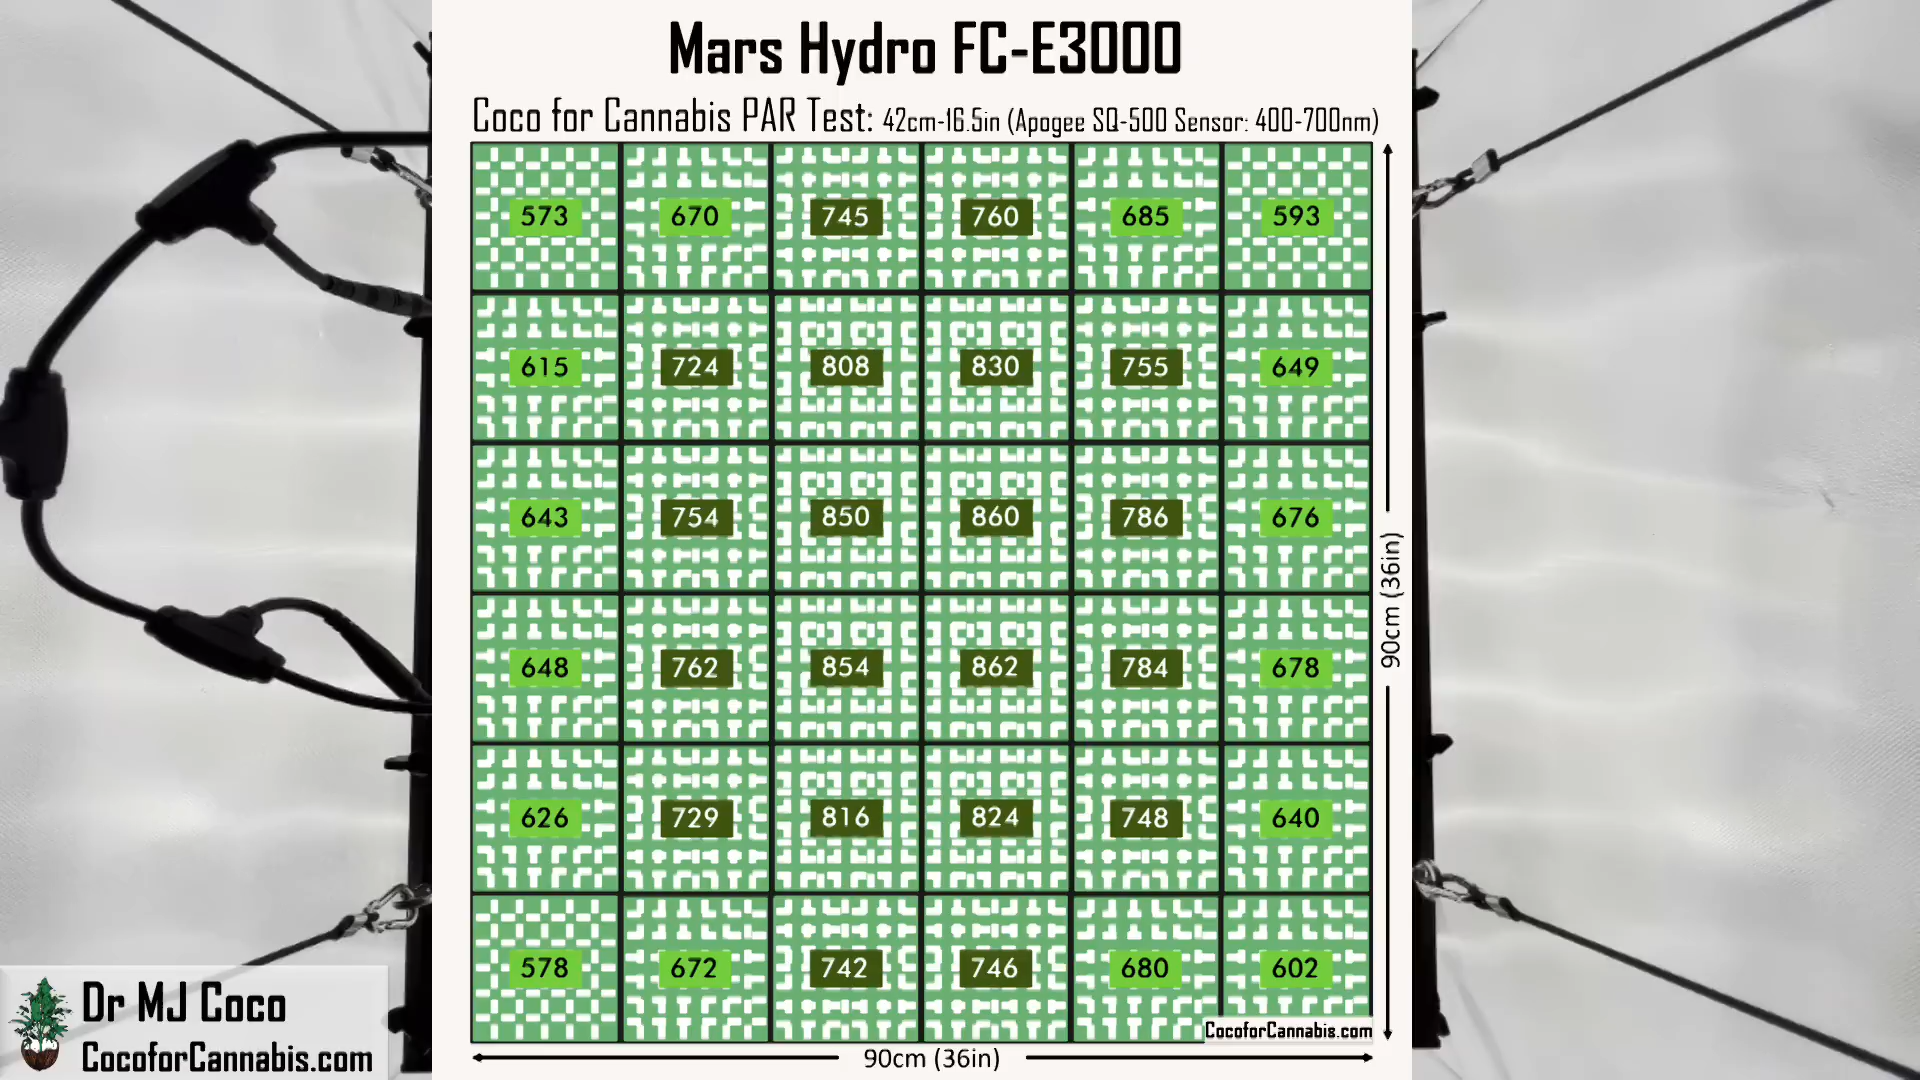 Mars Hydro FC-E3000
Coco for Cannabis PAR Test: 42cm-16.5in (Apogee SQ-500 Sensor: 400-700nm)
573 670 745 760 685 593
615 724 808 830 755 649
643 754 850 860 786 676
648 762 854 862 784 678
626 729 816 824 748 640
578 672 742 746 680 602
90cm (36in)
CocoforCannabis.com
90cm (36in)
Dr MJ Coco
CocoforCannabis.com